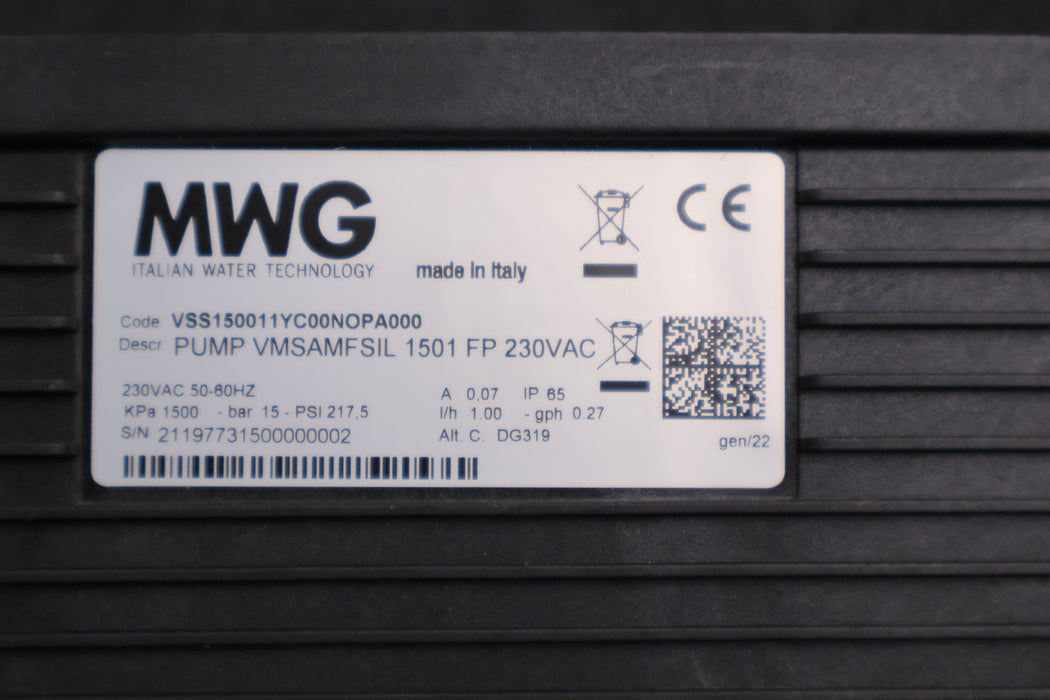 MWG
ITALIAN WATER TECHNOLOGY
made in Italy
CE
Code VSS150011YC00NOPA000
Descr PUMP VMSAMFSIL 1501 FP 230VAC
230VAC 50-60HZ A 0,07 IP 65
KPa 1500 - bar 15 - PSI 217,5 l/h 1.00 - gph 0.27
S/N 21197731500000002 Alt. C. DG319
gen/22